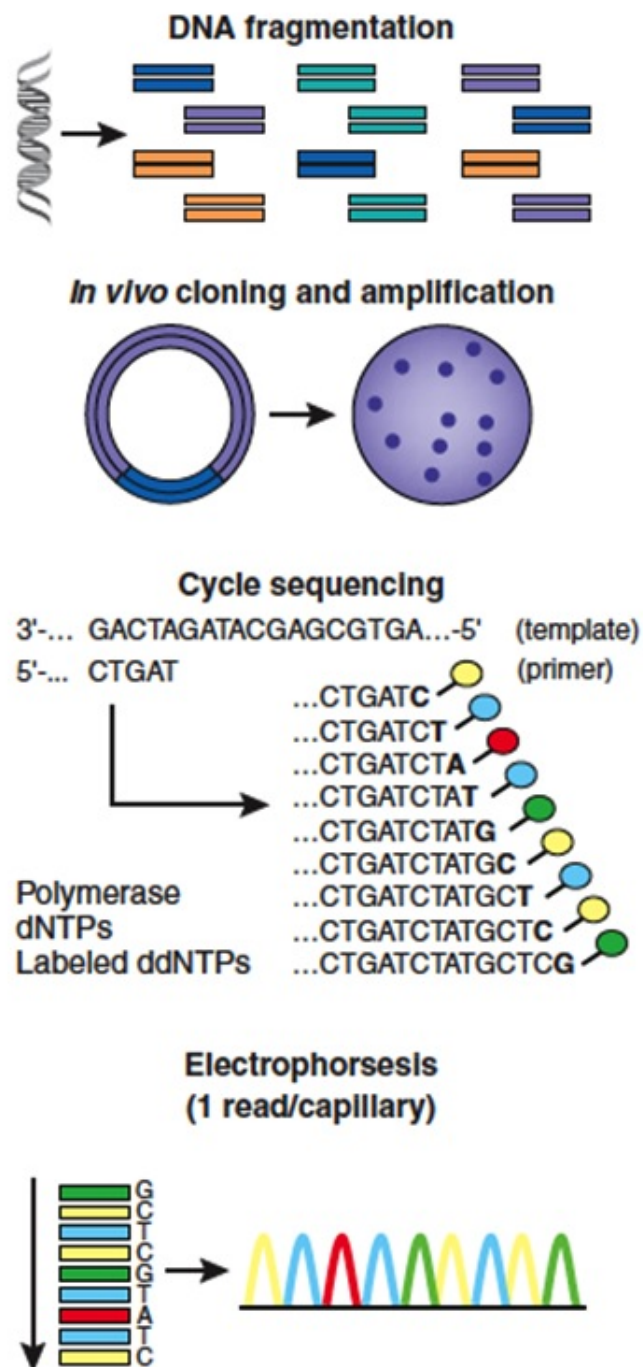 DNA fragmentation
In vivo cloning and amplification
Cycle sequencing
3'-... GACTAGATACGAGCGTGA...-5' (template)
5'-... CTGAT (primer)
...CTGATC
...CTGATCT
...CTGATCTA
...CTGATCTAT
...CTGATCTATG
...CTGATCTATGC
...CTGATCTATGCT
...CTGATCTATGCTC
...CTGATCTATGCTCG
Polymerase
dNTPs
Labeled ddNTPs
Electrophorsesis
(1 read/capillary)
G
C
T
C
G
T
A
T
C